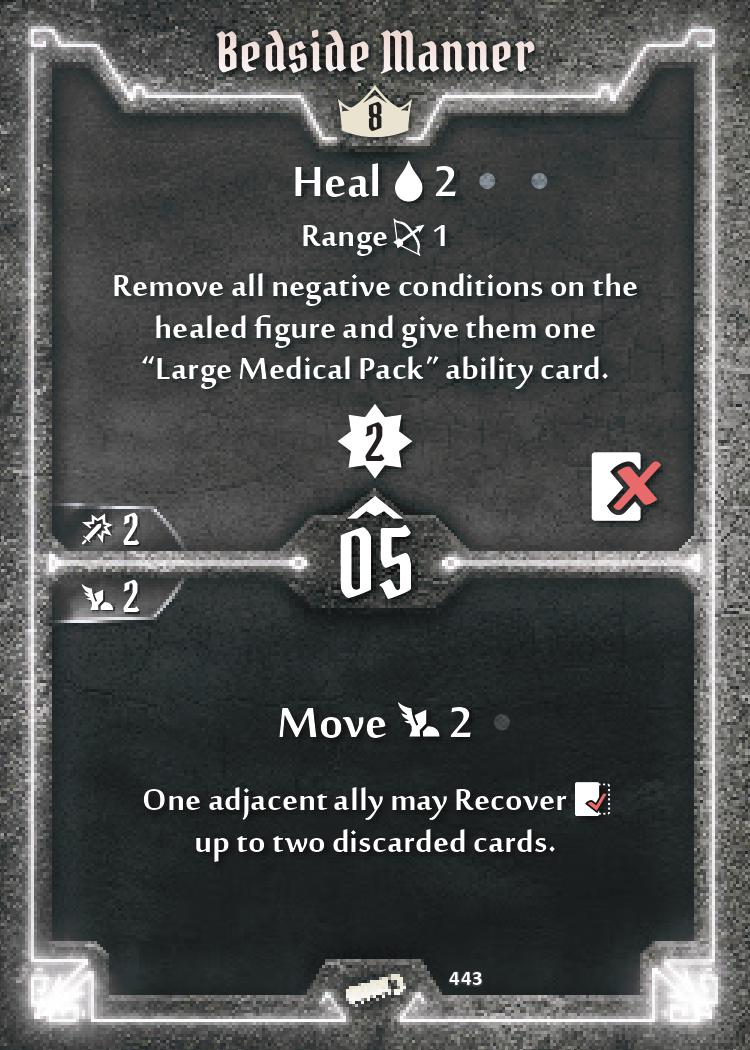 Bedside Manner
8
Heal 2
Range 1
Remove all negative conditions on the
healed figure and give them one
“Large Medical Pack” ability card.
2
2
05
2
Move 2
One adjacent ally may Recover
up to two discarded cards.
443